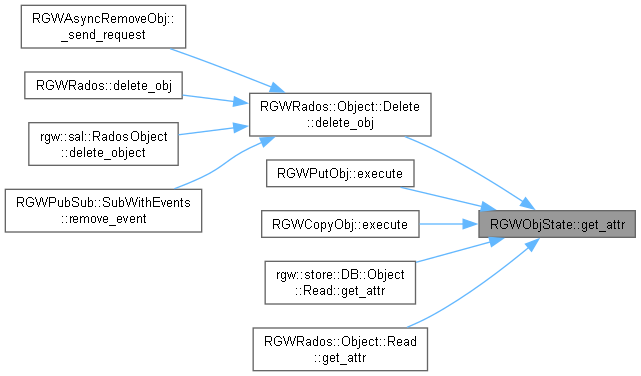 RGWAsyncRemoveObj::
_send_request
RGWRados::delete_obj
rgw::sal::RadosObject
::delete_object
RGWPubSub::SubWithEvents
::remove_event
RGWRados::Object::Delete
::delete_obj
RGWPutObj::execute
RGWCopyObj::execute
rgw::store::DB::Object
::Read::get_attr
RGWRados::Object::Read
::get_attr
RGWObjState::get_attr